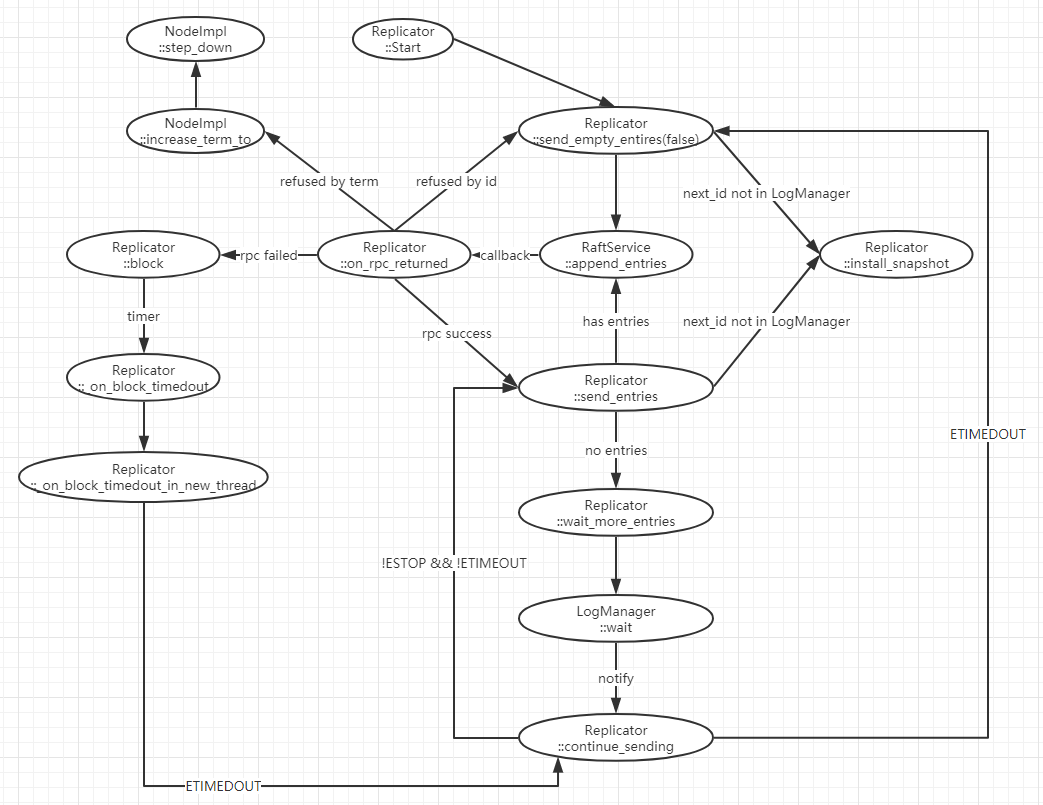 NodeImpl
::step_down
Replicator
::Start
NodeImpl
::increase_term_to
Replicator
::send_empty_entires(false)
refused by term
refused by id
next_id not in LogManager
Replicator
::block
rpc failed
Replicator
::on_rpc_returned
callback
RaftService
::append_entries
Replicator
::install_snapshot
timer
rpc success
has entries
next_id not in LogManager
Replicator
::_on_block_timedout
Replicator
::send_entries
ETIMEDOUT
no entries
Replicator
::_on_block_timedout_in_new_thread
Replicator
::wait_more_entries
!ESTOP && !ETIMEOUT
LogManager
::wait
notify
Replicator
::continue_sending
ETIMEDOUT